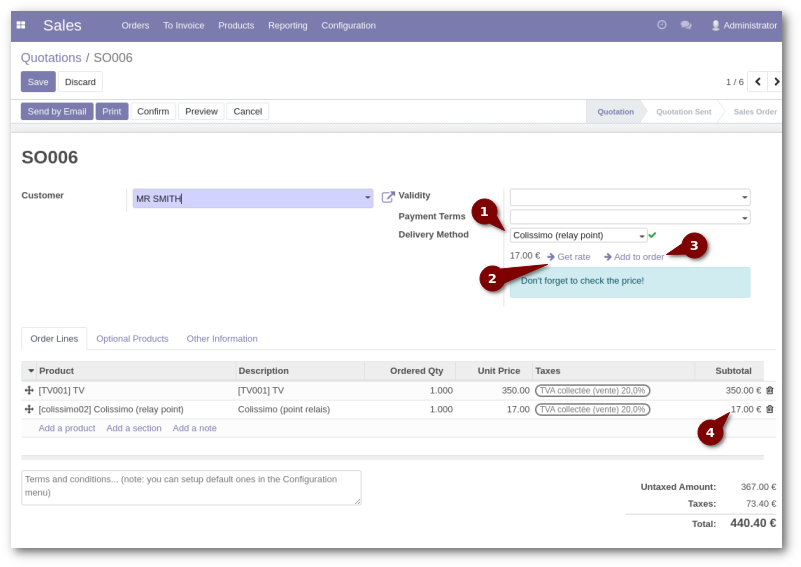 Sales Orders To Invoice Products Reporting Configuration Administrator
Quotations / SO006
Save Discard 1 / 6
Send by Email Print Confirm Preview Cancel Quotation Quotation Sent Sales Order
SO006
Customer MR SMITH Validity
Payment Terms
1
Delivery Method Colissimo (relay point)
3
17.00 € Get rate Add to order
2
Don't forget to check the price!
Order Lines Optional Products Other Information
Product Description Ordered Qty Unit Price Taxes Subtotal
[TV001] TV [TV001] TV 1.000 350.00 TVA collectée (vente) 20,0% 350.00 €
[colissimo02] Colissimo (relay point) Colissimo (point relais) 1.000 17.00 TVA collectée (vente) 20,0% 17.00 €
Add a product Add a section Add a note
4
Terms and conditions... (note: you can setup default ones in the Configuration
menu)
Untaxed Amount: 367.00 €
Taxes: 73.40 €
Total: 440.40 €